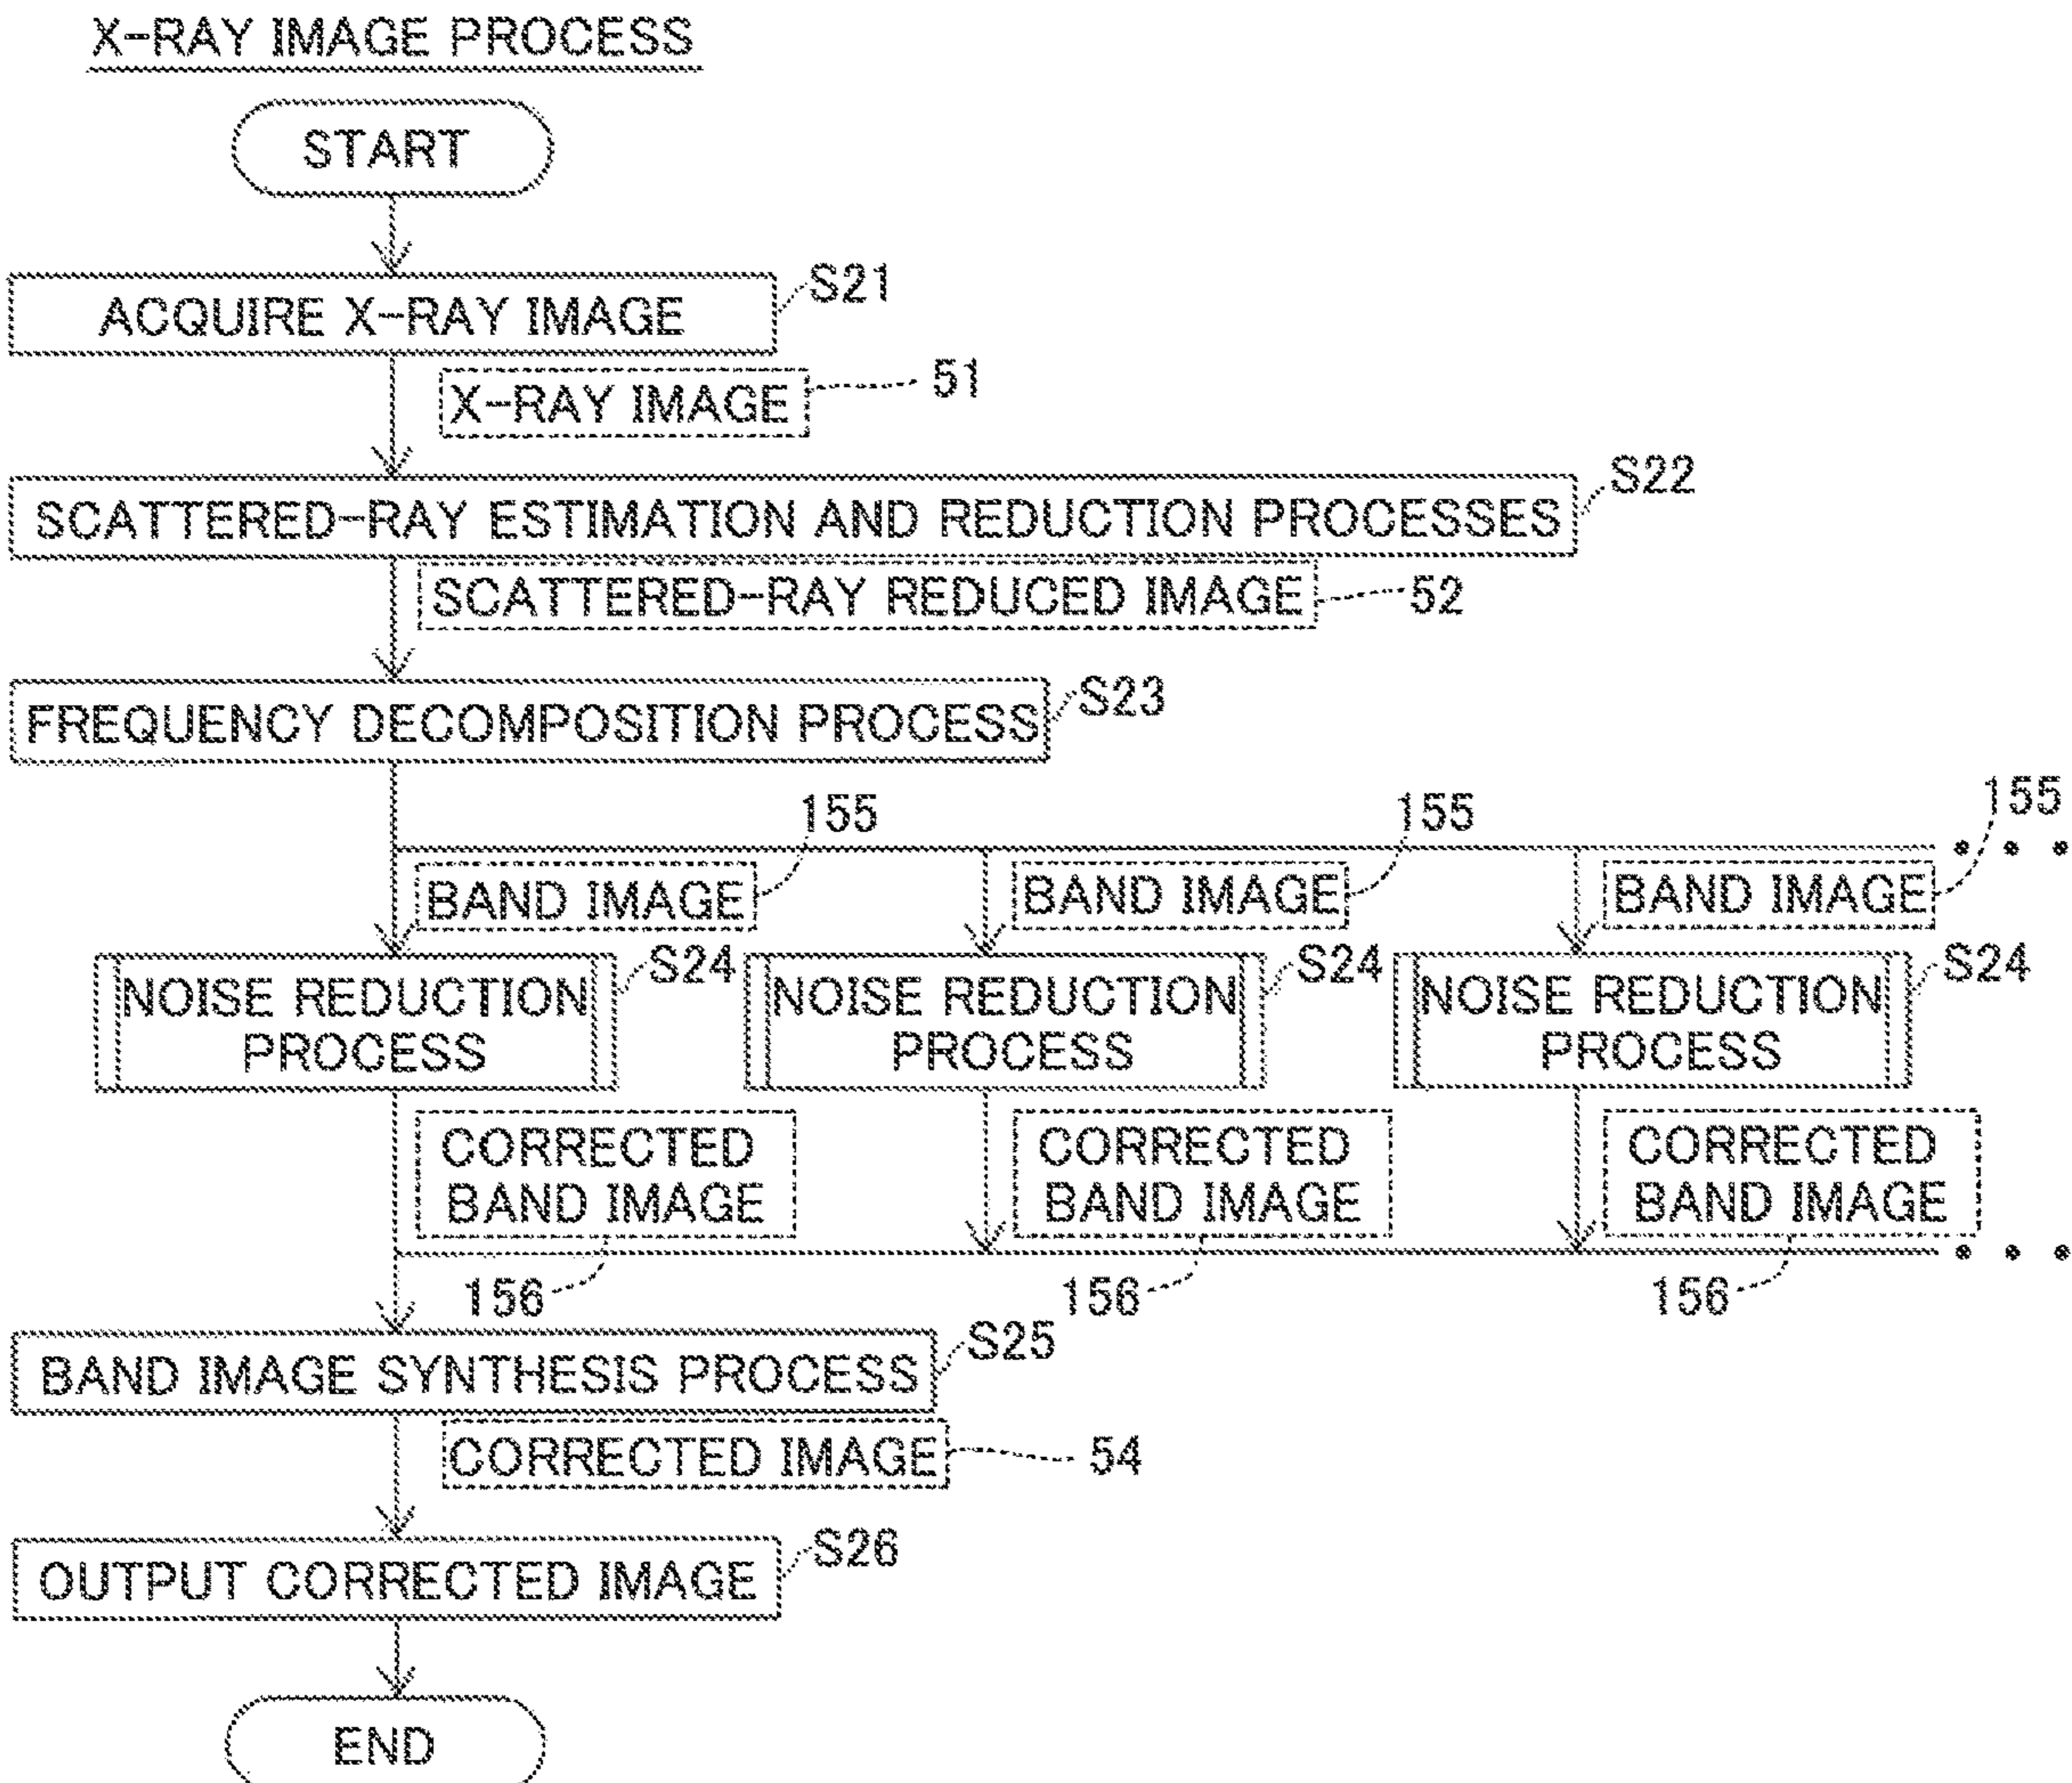 X-RAY IMAGE PROCESS
START
ACQUIRE X-RAY IMAGE
S21
X-RAY IMAGE
51
SCATTERED-RAY ESTIMATION AND REDUCTION PROCESSES
S22
SCATTERED-RAY REDUCED IMAGE
52
FREQUENCY DECOMPOSITION PROCESS
S23
155
155
155
BAND IMAGE
BAND IMAGE
BAND IMAGE
NOISE REDUCTION
PROCESS
S24
NOISE REDUCTION
PROCESS
S24
NOISE REDUCTION
PROCESS
S24
CORRECTED
BAND IMAGE
CORRECTED
BAND IMAGE
CORRECTED
BAND IMAGE
156
156
156
BAND IMAGE SYNTHESIS PROCESS
S25
CORRECTED IMAGE
54
OUTPUT CORRECTED IMAGE
S26
END